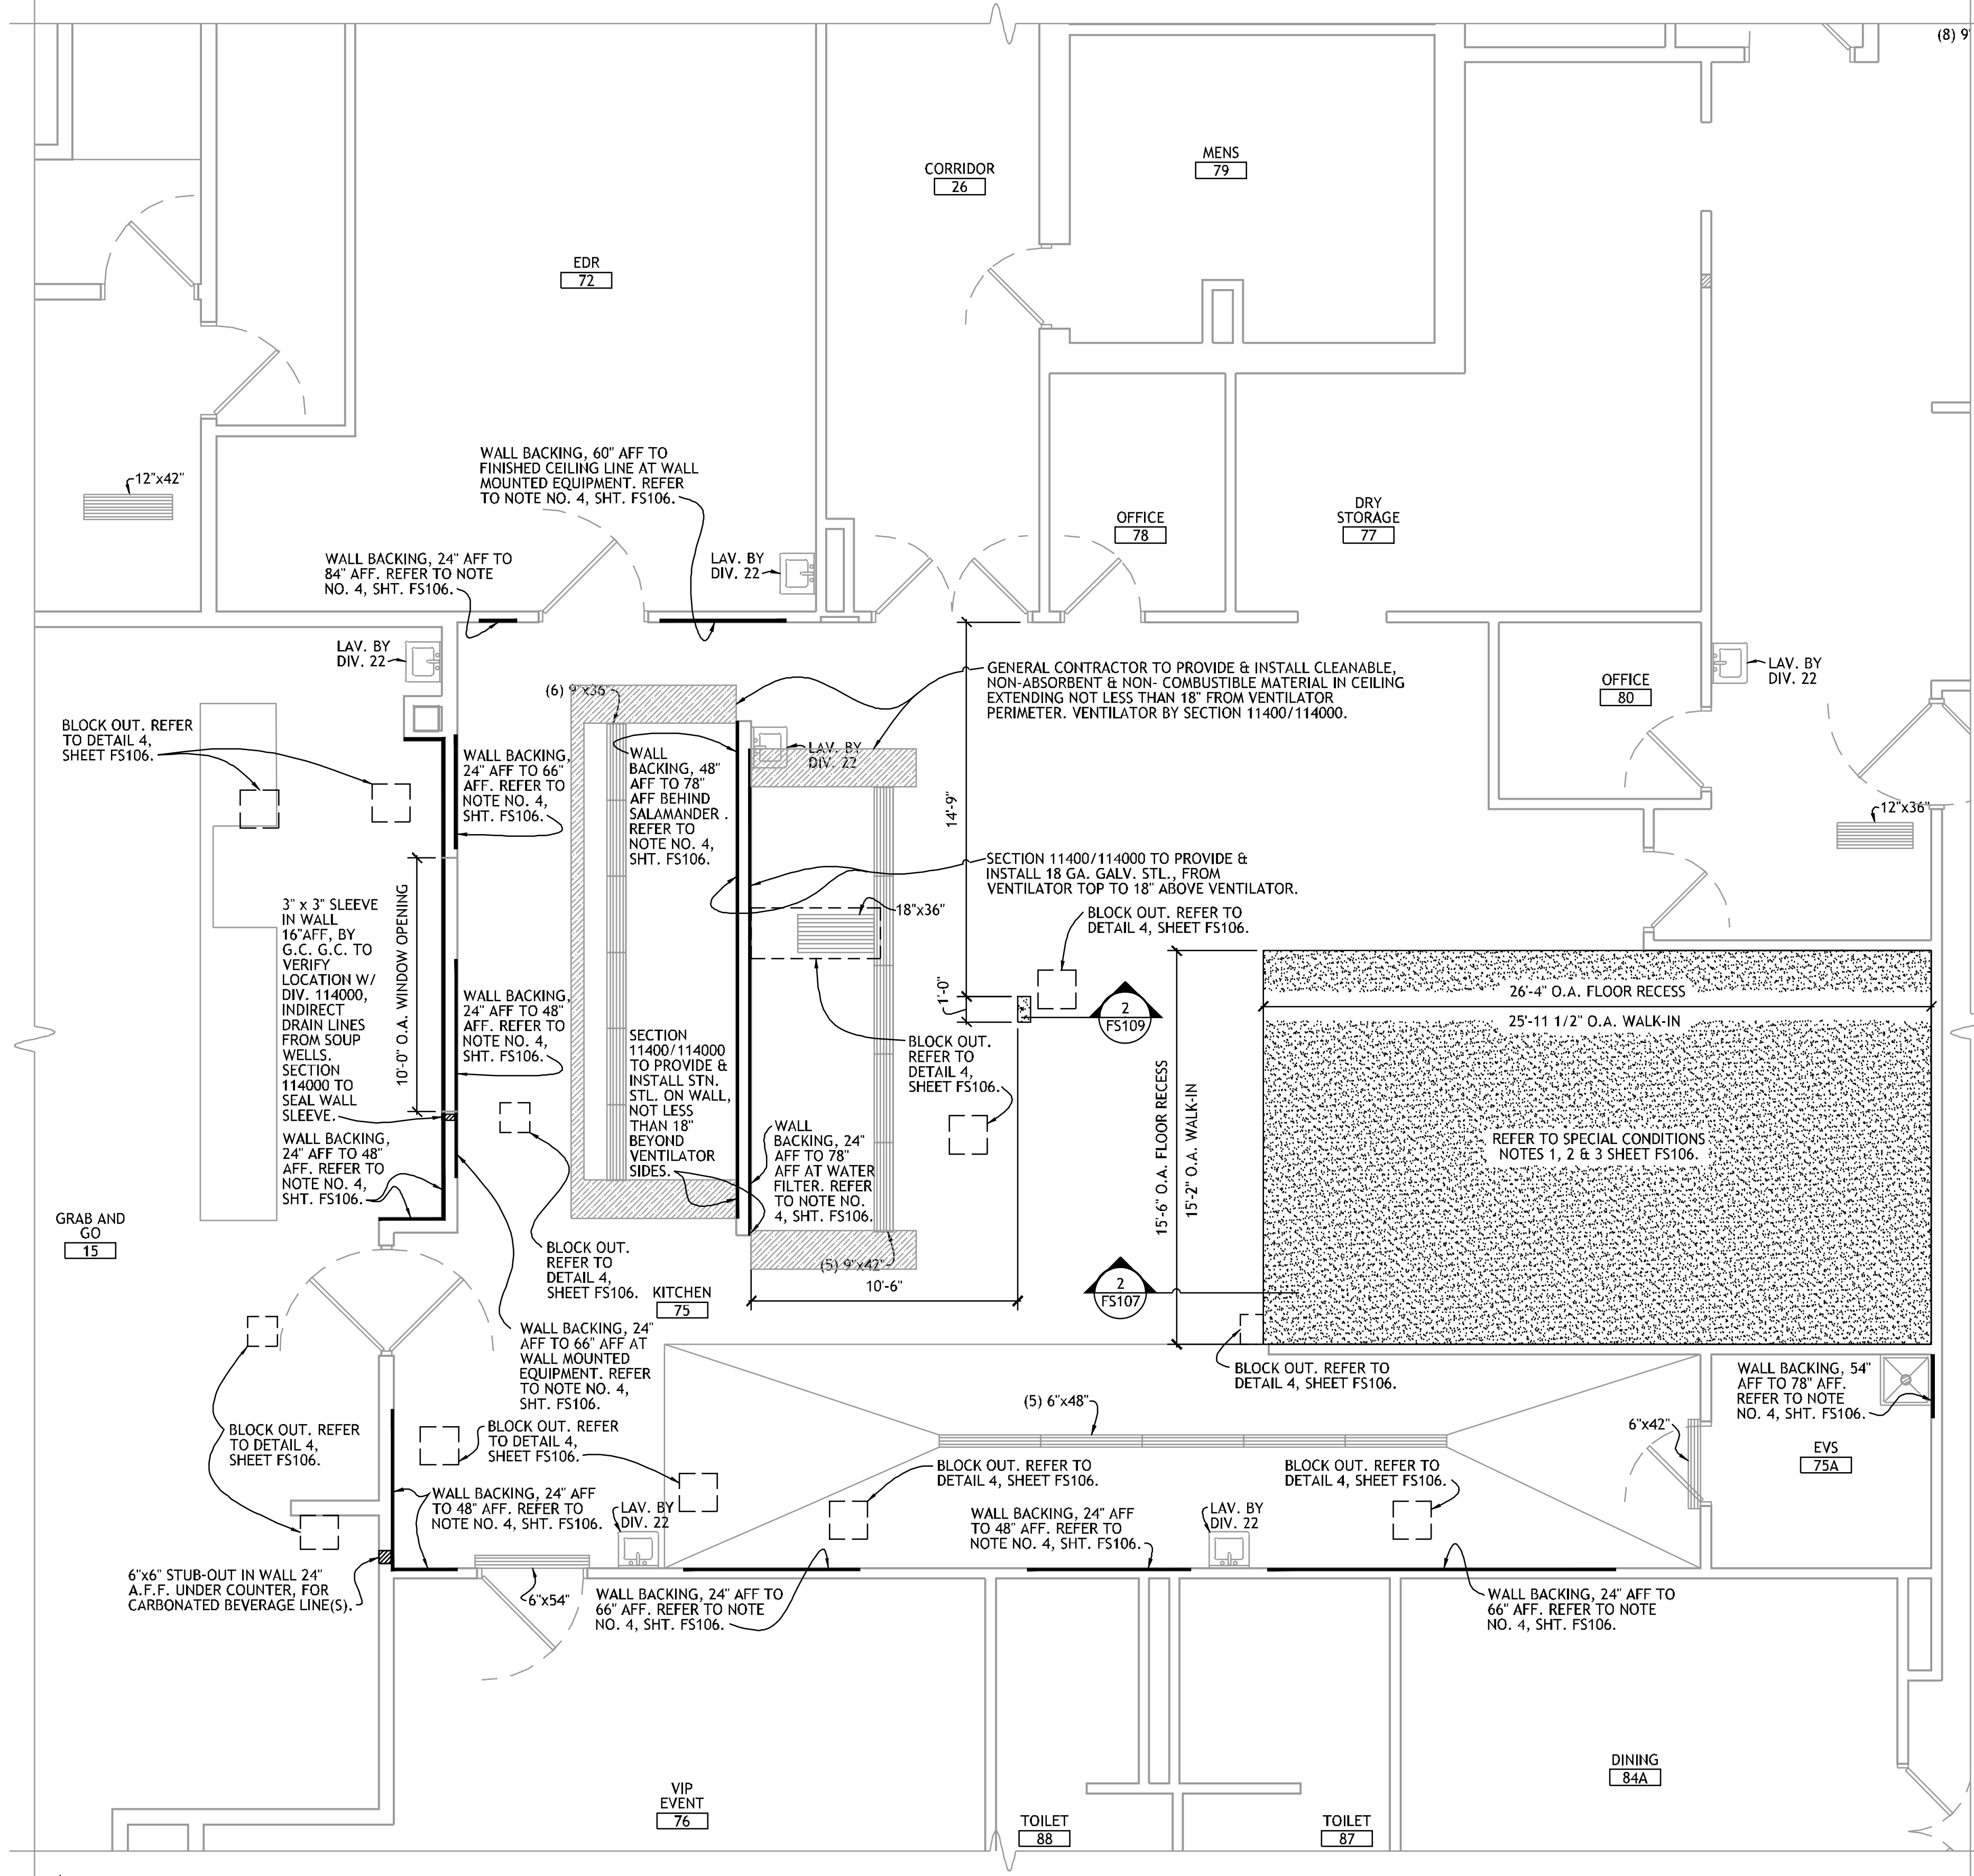 (8) 9'
CORRIDOR
26
MENS
79
EDR
72
12"x42"
WALL BACKING, 60" AFF TO
FINISHED CEILING LINE AT WALL
MOUNTED EQUIPMENT. REFER
TO NOTE NO. 4, SHT. FS106.
OFFICE
78
DRY
STORAGE
77
WALL BACKING, 24" AFF TO
84" AFF. REFER TO NOTE
NO. 4, SHT. FS106.
LAV. BY
DIV. 22
LAV. BY
DIV. 22
GENERAL CONTRACTOR TO PROVIDE & INSTALL CLEANABLE,
NON-ABSORBENT & NON- COMBUSTIBLE MATERIAL IN CEILING
EXTENDING NOT LESS THAN 18" FROM VENTILATOR
PERIMETER. VENTILATOR BY SECTION 11400/114000.
OFFICE
80
LAV. BY
DIV. 22
(6) 9"x36"
BLOCK OUT. REFER
TO DETAIL 4,
SHEET FS106.
WALL BACKING,
24" AFF TO 66"
AFF. REFER TO
NOTE NO. 4,
SHT. FS106.
WALL
BACKING, 48"
AFF TO 78"
AFF BEHIND
SALAMANDER .
REFER TO
NOTE NO. 4,
SHT. FS106.
LAV. BY
DIV. 22
14'-9"
12"x36"
SECTION 11400/114000 TO PROVIDE &
INSTALL 18 GA. GALV. STL., FROM
VENTILATOR TOP TO 18" ABOVE VENTILATOR.
10'-0" O.A. WINDOW OPENING
3" x 3" SLEEVE
IN WALL
16"AFF, BY
G.C. G.C. TO
VERIFY
LOCATION W/
DIV. 114000,
INDIRECT
DRAIN LINES
FROM SOUP
WELLS.
SECTION
114000 TO
SEAL WALL
SLEEVE.
18"x36"
BLOCK OUT. REFER TO
DETAIL 4, SHEET FS106.
1'-0"
2
FS109
26'-4" O.A. FLOOR RECESS
25'-11 1/2" O.A. WALK-IN
WALL BACKING,
24" AFF TO 48"
AFF. REFER TO
NOTE NO. 4,
SHT. FS106.
SECTION
11400/114000
TO PROVIDE &
INSTALL STN.
STL. ON WALL,
NOT LESS
THAN 18"
BEYOND
VENTILATOR
SIDES.
BLOCK OUT.
REFER TO
DETAIL 4,
SHEET FS106.
15'-6" O.A. FLOOR RECESS
15'-2" O.A. WALK-IN
REFER TO SPECIAL CONDITIONS
NOTES 1, 2 & 3 SHEET FS106.
WALL BACKING,
24" AFF TO 48"
AFF. REFER TO
NOTE NO. 4,
SHT. FS106.
WALL
BACKING, 24"
AFF TO 78"
AFF AT WATER
FILTER. REFER
TO NOTE NO.
4, SHT. FS106.
GRAB AND
GO
15
BLOCK OUT.
REFER TO
DETAIL 4,
SHEET FS106.
KITCHEN
75
(5) 9"x42"
10'-6"
2
FS107
WALL BACKING, 24"
AFF TO 66" AFF AT
WALL MOUNTED
EQUIPMENT. REFER
TO NOTE NO. 4,
SHT. FS106.
BLOCK OUT. REFER TO
DETAIL 4, SHEET FS106.
WALL BACKING, 54"
AFF TO 78" AFF.
REFER TO NOTE
NO. 4, SHT. FS106.
(5) 6"x48"
6"x42"
EVS
75A
BLOCK OUT. REFER
TO DETAIL 4,
SHEET FS106.
BLOCK OUT. REFER
TO DETAIL 4,
SHEET FS106.
BLOCK OUT. REFER TO
DETAIL 4, SHEET FS106.
BLOCK OUT. REFER TO
DETAIL 4, SHEET FS106.
WALL BACKING, 24" AFF
TO 48" AFF. REFER TO
NOTE NO. 4, SHT. FS106.
LAV. BY
DIV. 22
WALL BACKING, 24" AFF
TO 48" AFF. REFER TO
NOTE NO. 4, SHT. FS106.
LAV. BY
DIV. 22
6"x6" STUB-OUT IN WALL 24"
A.F.F. UNDER COUNTER, FOR
CARBONATED BEVERAGE LINE(S).
6"x54"
WALL BACKING, 24" AFF TO
66" AFF. REFER TO NOTE
NO. 4, SHT. FS106.
WALL BACKING, 24" AFF TO
66" AFF. REFER TO NOTE
NO. 4, SHT. FS106.
VIP
EVENT
76
TOILET
88
TOILET
87
DINING
84A